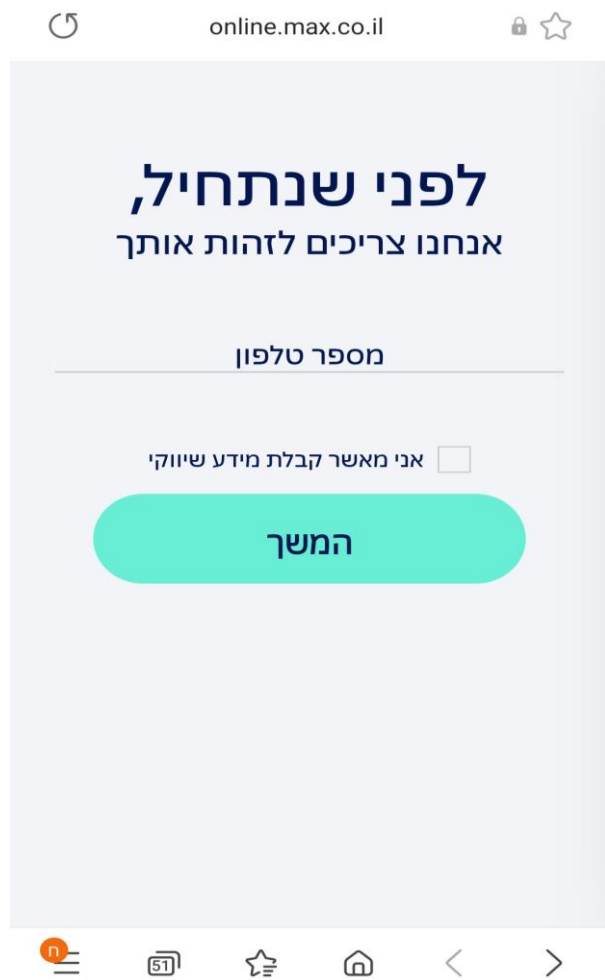 online.max.co.il
לפני שנתחיל,
אנחנו צריכים לזהות אותך
מספר טלפון
אני מאשר קבלת מידע שיווקי
המשך
ח
51